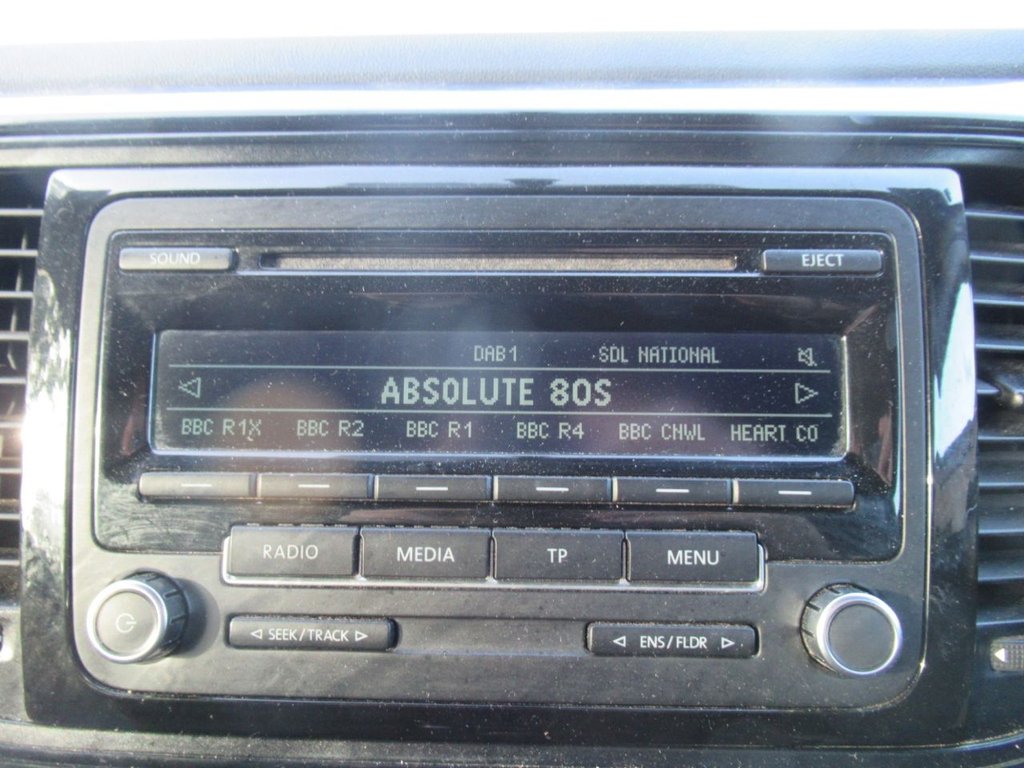 SOUND EJECT
DAB1 SDL NATIONAL
ABSOLUTE 80S
BBC R1X BBC R2 BBC R1 BBC R4 BBC CNWL HEART CO
RADIO MEDIA TP MENU
SEEK/TRACK ENS/FLDR